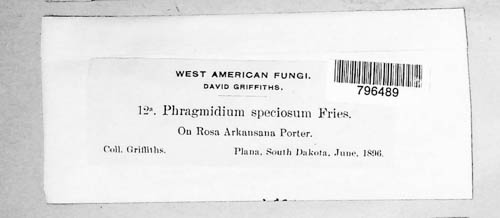 WEST AMERICAN FUNGI.
DAVID GRIFFITHS.
796489
12ª. Phragmidium speciosum Fries.
On Rosa Arkansana Porter.
Coll. Griffiths. Plana, South Dakota, June, 1896.